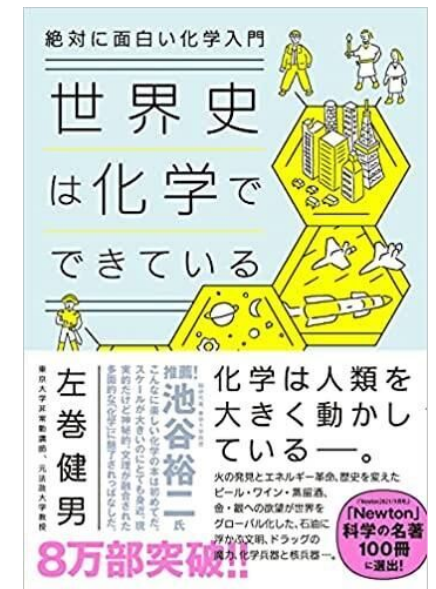 絶対に面白い化学入門
世界史
は化学で
できている
化学は人類を
大きく動かし
ている―。
火の発見とエネルギー革命、歴史を変えた
ビール・ワイン・蒸留酒、
金・銀への欲望が世界を
グローバル化した、石油に
浮かぶ文明、ドラッグの
魔力、化学兵器と核兵器―。
推薦!
池谷裕二氏
こんなに楽しい化学の本は初めてだ。
スケールが大きいのにとても身近。現
実的だけど神秘的。文理が融合された
多面的な"化学"に魅了されっぱなしだ。
左巻健男
東京大学非常勤講師、元法政大学教授
「Newton」
科学の名著
100冊
に選出!
8万部突破!!